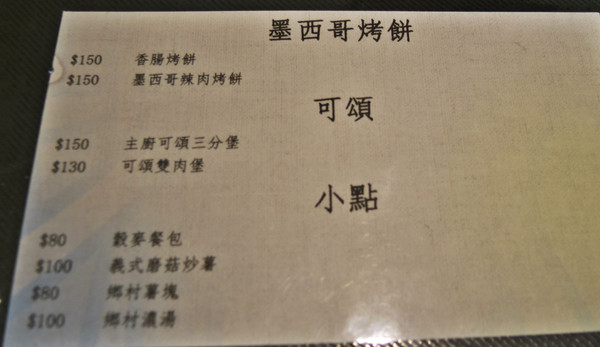 墨西哥烤餅
$150 香腸烤餅
$150 墨西哥辣肉烤餅
可頌
$150 主廚可頌三分堡
$130 可頌雙肉堡
小點
$80 穀麥餐包
$100 義式磨菇炒薯
$80 鄉村薯塊
$100 鄉村濃湯